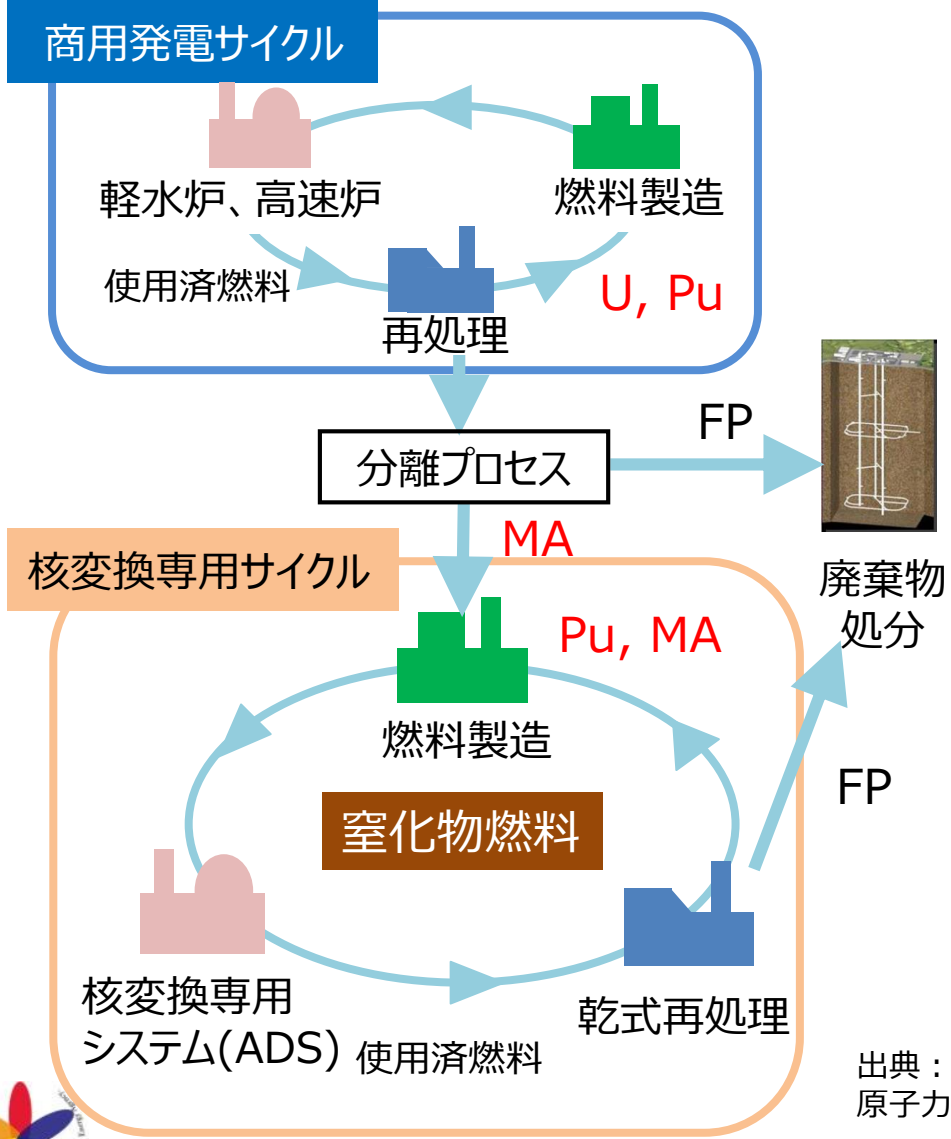 商用発電サイクル
軽水炉、高速炉
燃料製造
使用済燃料
U, Pu
再処理
FP
分離プロセス
MA
核変換専用サイクル
廃棄物
処分
Pu, MA
燃料製造
FP
窒化物燃料
核変換専用
システム(ADS)
使用済燃料
乾式再処理
出典：
原子力